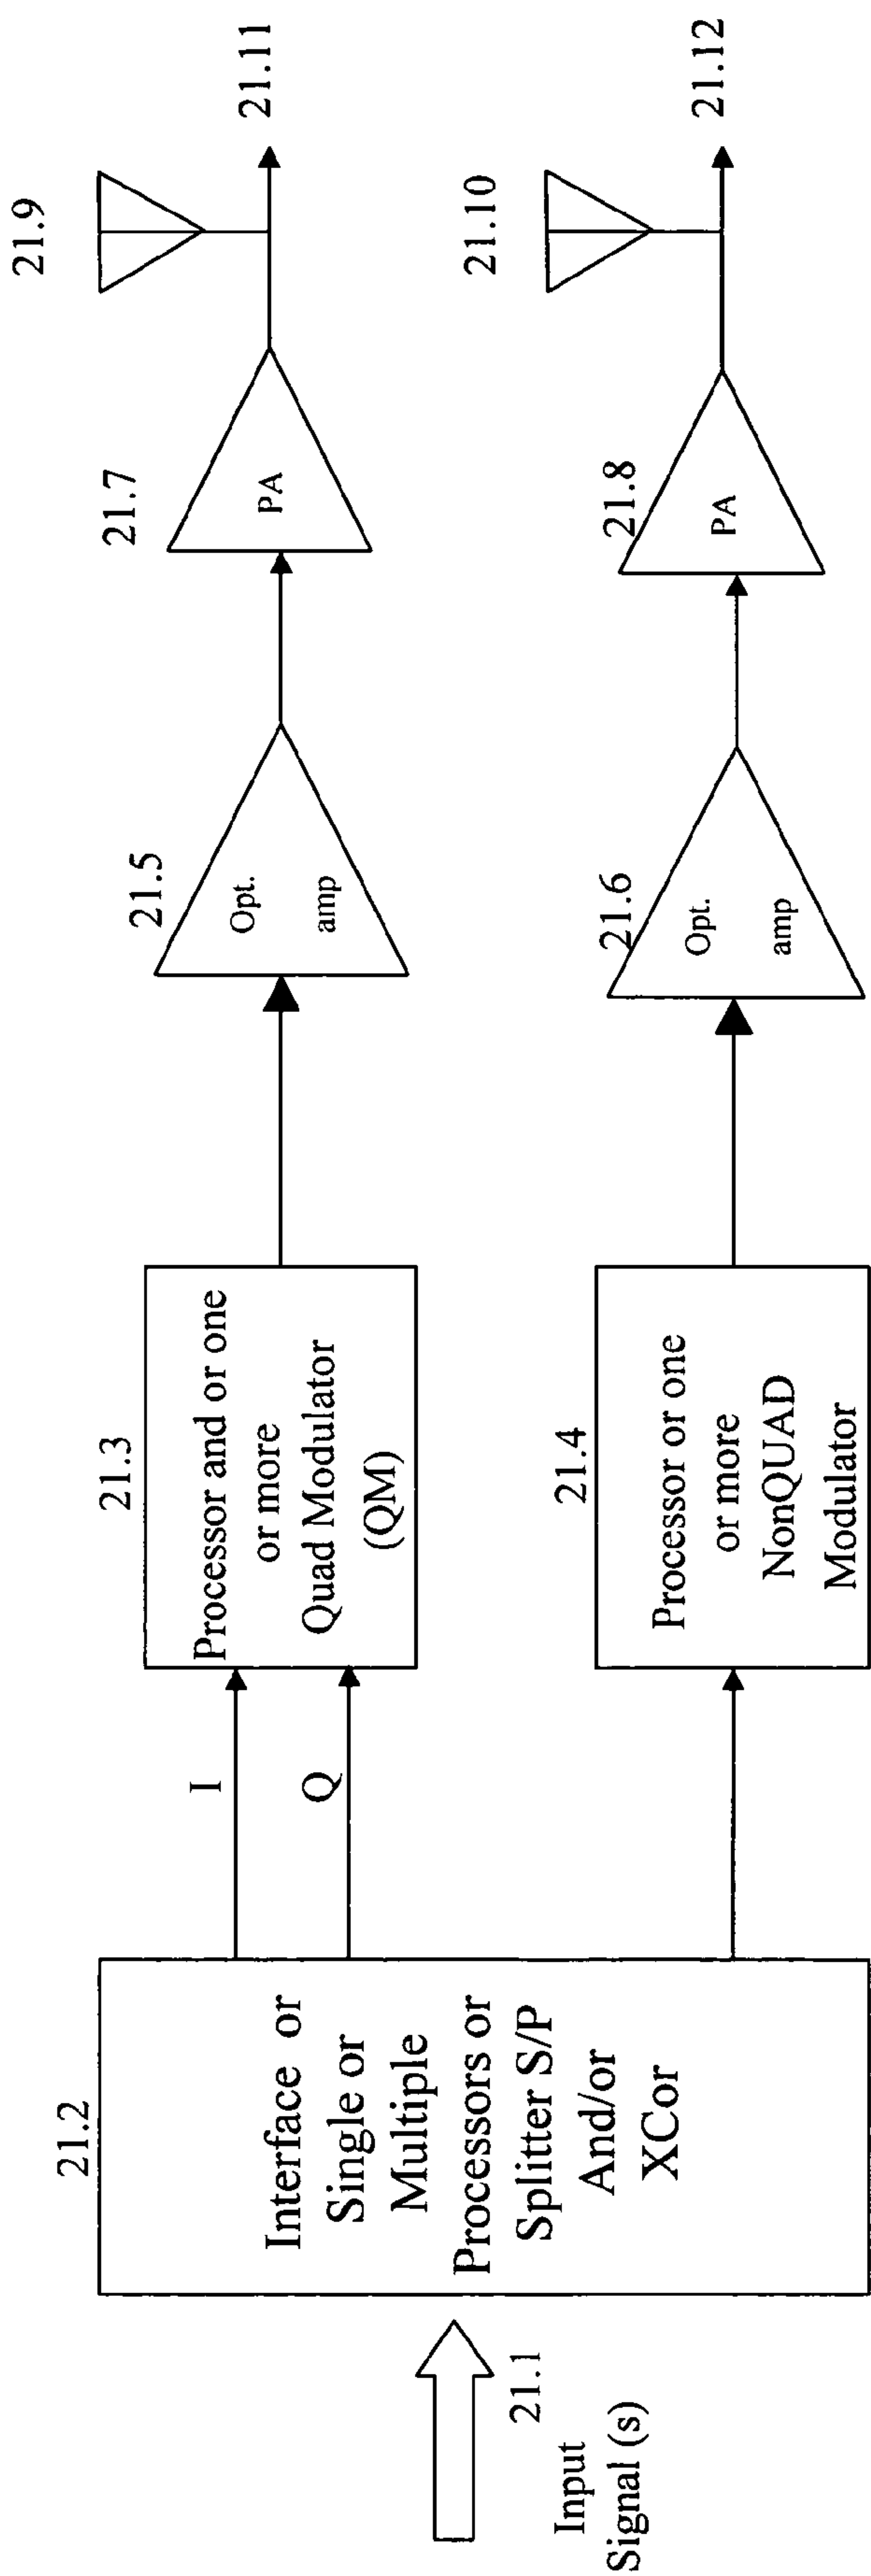 21.1
Input
Signal (s)
21.2
Interface or
Single or
Multiple
Processors or
Splitter S/P
And/or
XCor
I
Q
21.3
Processor and or one
or more
Quad Modulator
(QM)
21.5
Opt.
amp
21.7
PA
21.9
21.11
21.4
Processor or one
or more
NonQUAD
Modulator
21.6
Opt.
amp
21.8
PA
21.10
21.12